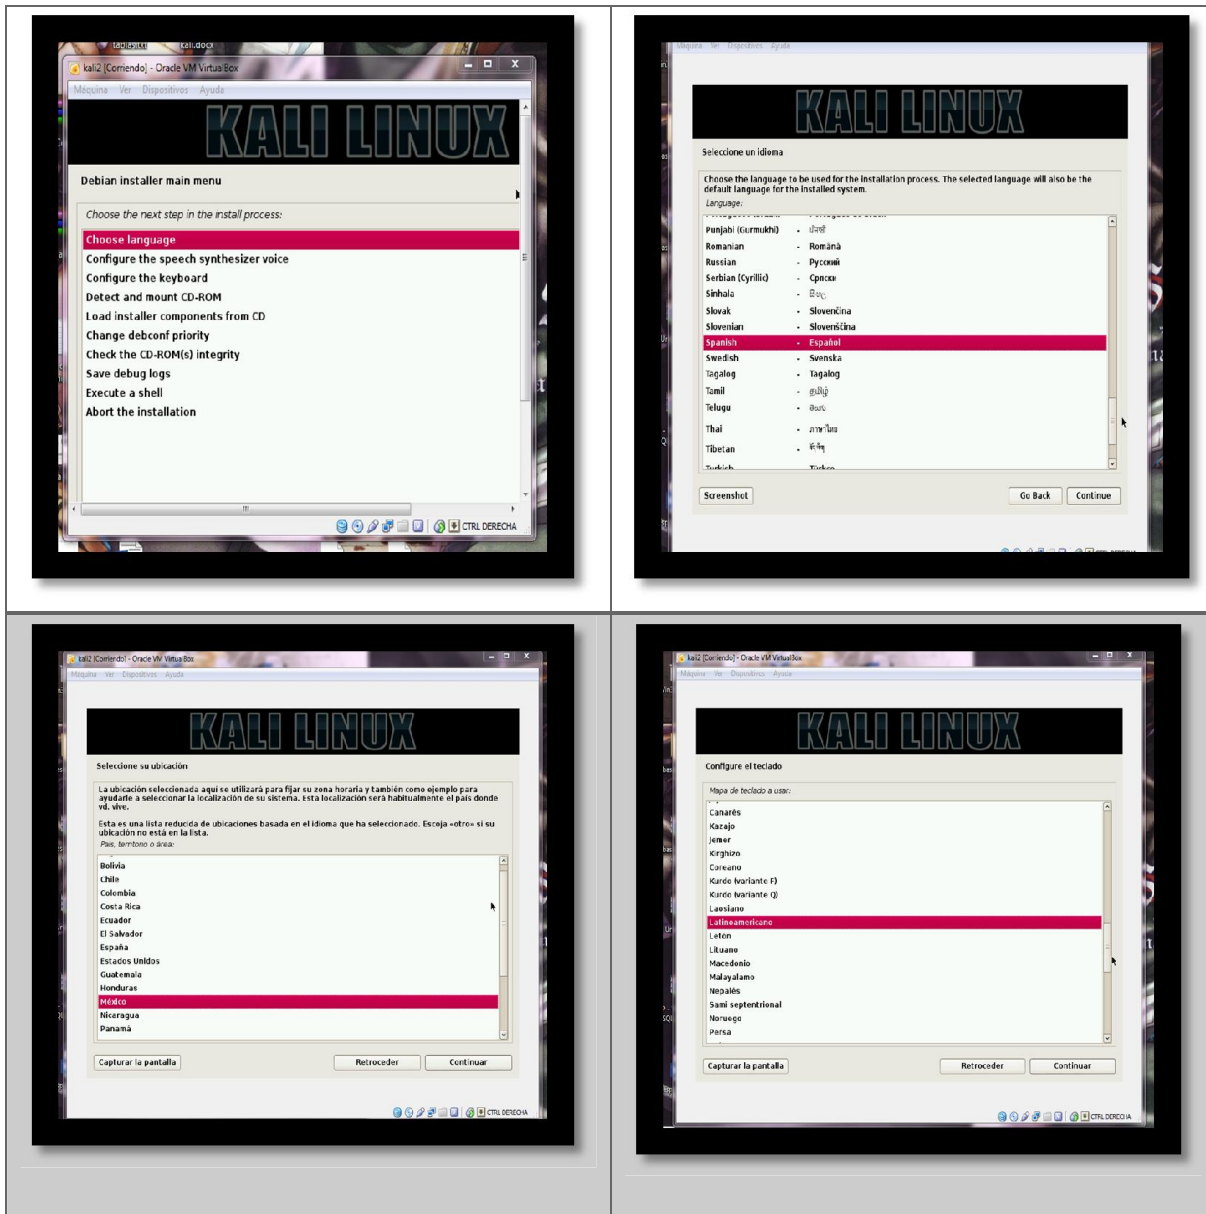 kali.docx
kali2 [Corriendo] - Oracle VM VirtualBox
Máquina Ver Dispositivos Ayuda
KALI LINUX
Debian installer main menu
Choose the next step in the install process:
Choose language
Configure the speech synthesizer voice
Configure the keyboard
Detect and mount CD-ROM
Load installer components from CD
Change debconf priority
Check the CD-ROM(s) integrity
Save debug logs
Execute a shell
Abort the installation
CTRL DERECHA
Máquina Ver Dispositivos Ayuda
KALI LINUX
Seleccione un idioma
Choose the language to be used for the installation process. The selected language will also be the
default language for the installed system.
Language:
Punjabi (Gurmukhi) - ਪੰਜਾਬੀ
Romanian - Română
Russian - Русский
Serbian (Cyrillic) - Српски
Sinhala -
Slovak - Slovenčina
Slovenian - Slovenščina
Spanish - Español
Swedish - Svenska
Tagalog - Tagalog
Tamil - தமிழ்
Telugu -
Thai - ภาษาไทย
Tibetan -
Turkish - Türkçe
Screenshot Go Back Continue
kali2 [Corriendo] - Oracle VM VirtualBox
Máquina Ver Dispositivos Ayuda
KALI LINUX
Seleccione su ubicación
La ubicación seleccionada aquí se utilizará para fijar su zona horaria y también como ejemplo para
ayudarle a seleccionar la localización de su sistema. Esta localización será habitualmente el país donde
vd. vive.
Esta es una lista reducida de ubicaciones basada en el idioma que ha seleccionado. Escoja «otro» si su
ubicación no está en la lista.
País, territorio o área:
Bolivia
Chile
Colombia
Costa Rica
Ecuador
El Salvador
España
Estados Unidos
Guatemala
Honduras
México
Nicaragua
Panamá
Capturar la pantalla Retroceder Continuar
CTRL DERECHA
kali2 [Corriendo] - Oracle VM VirtualBox
Máquina Ver Dispositivos Ayuda
KALI LINUX
Configure el teclado
Mapa de teclado a usar:
Canarés
Kazajo
Jemer
Kirghizo
Coreano
Kurdo (variante F)
Kurdo (variante Q)
Laosiano
Latinoamericano
Letón
Lituano
Macedonio
Malayalamo
Nepalés
Sami septentrional
Noruego
Persa
Capturar la pantalla Retroceder Continuar
CTRL DERECHA